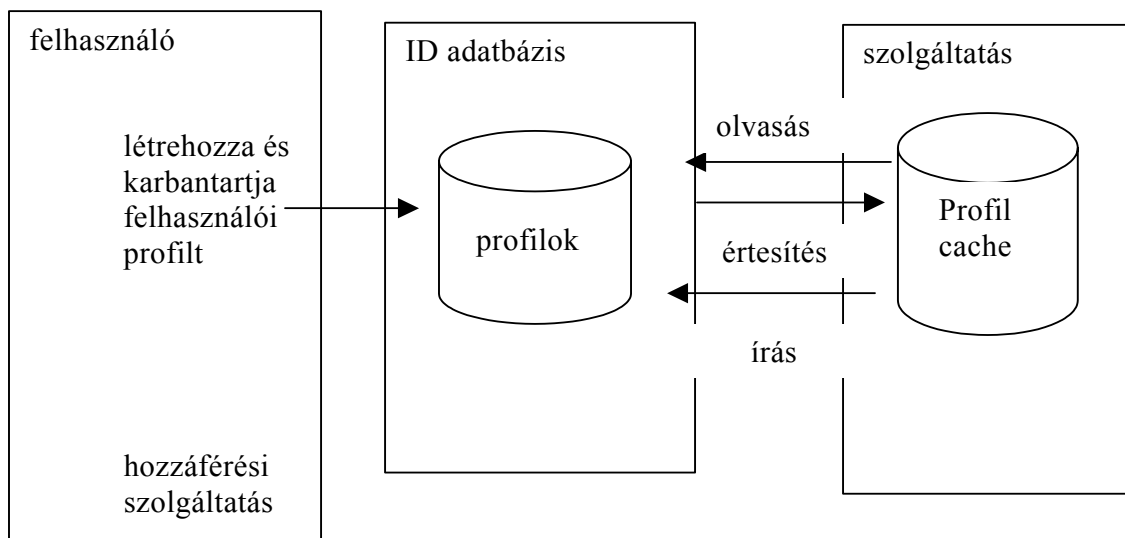 felhasználó
létrehozza és
karbantartja
felhasználói
profilt
hozzáférési
szolgáltatás
ID adatbázis
profilok
olvasás
értesítés
írás
szolgáltatás
Profil
cache